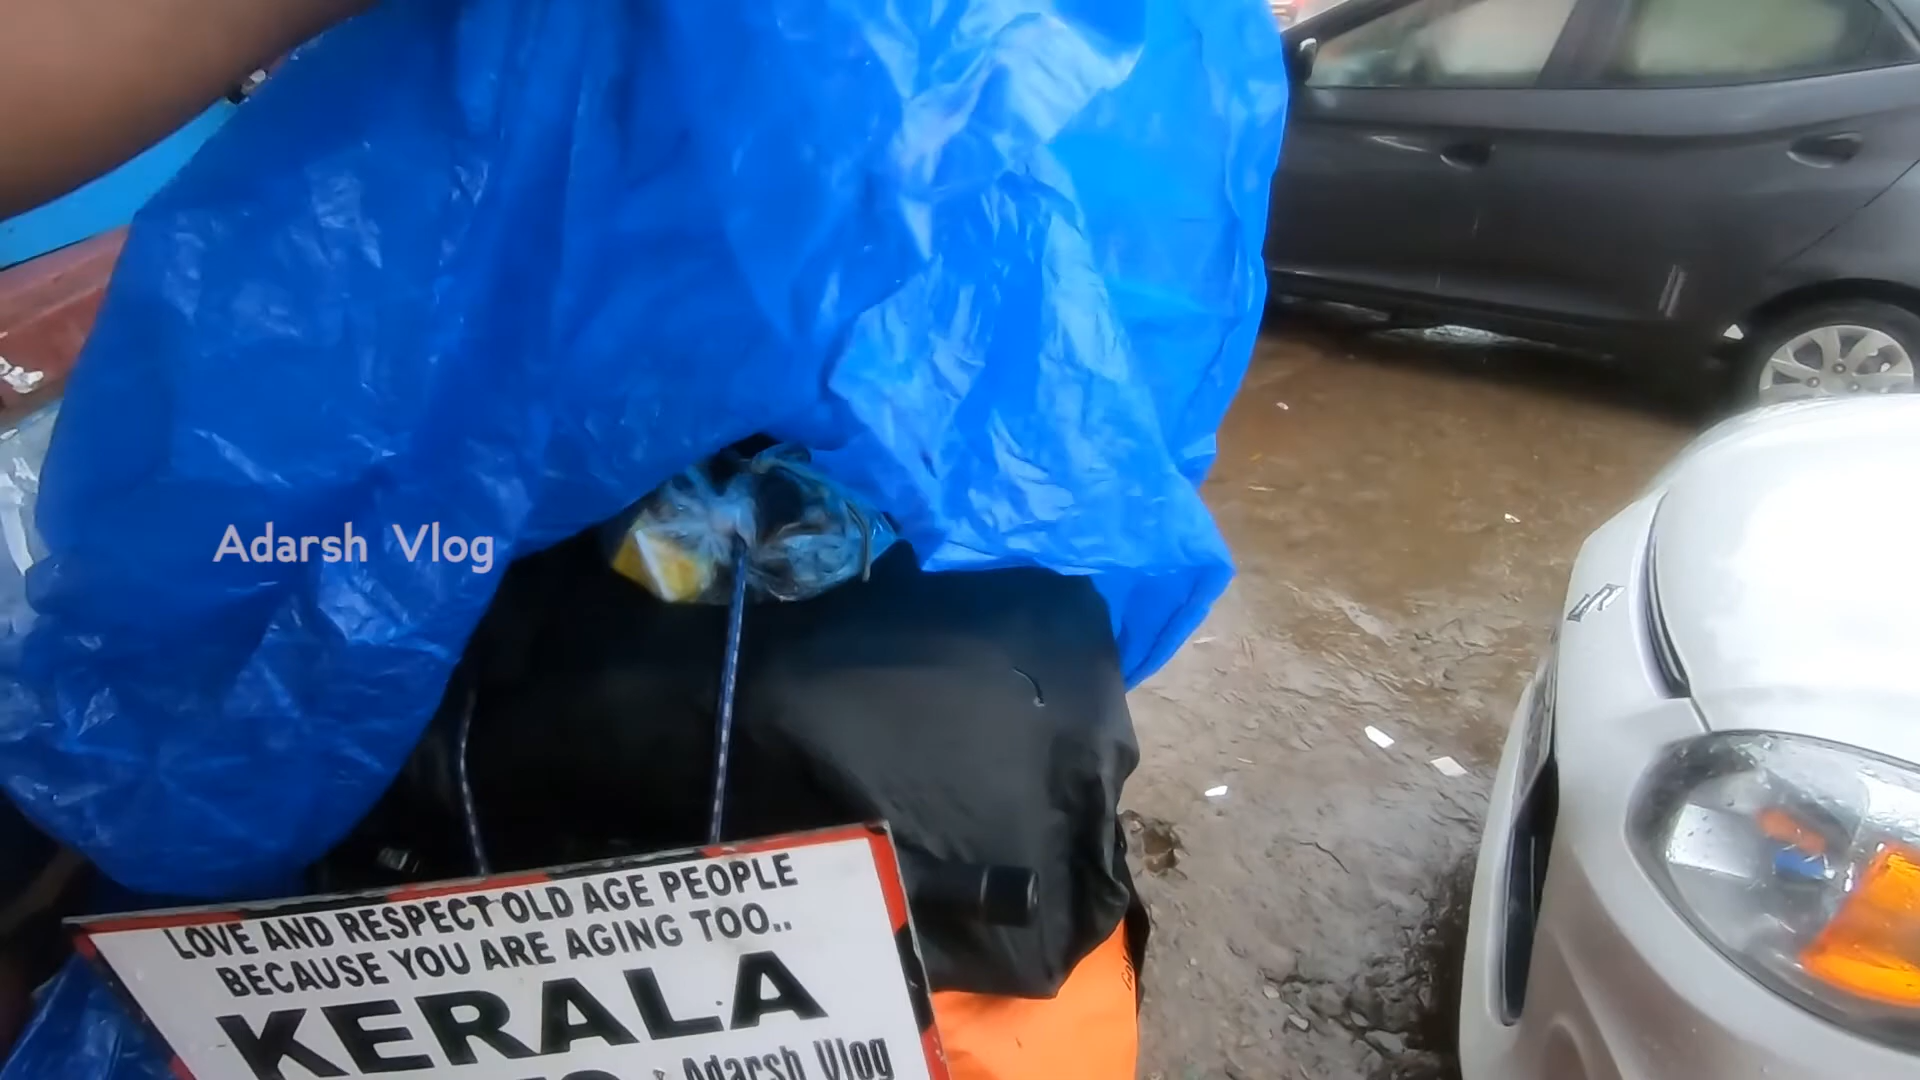 Adarsh Vlog
LOVE AND RESPECT OLD AGE PEOPLE
BECAUSE YOU ARE AGING TOO..
KERALA
Adarsh Vlog